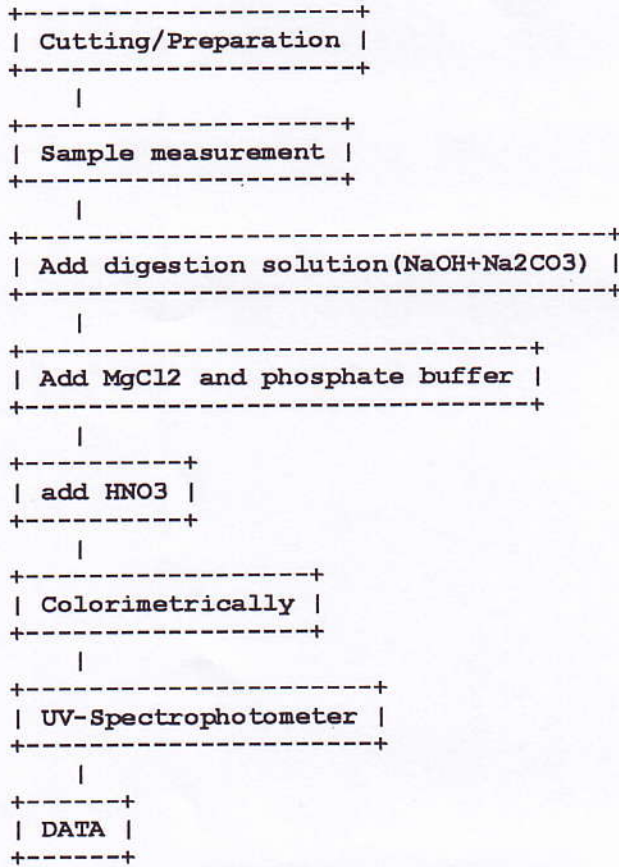 +---------------------+
| Cutting/Preparation |
+---------------------+
|
+--------------------+
| Sample measurement |
+--------------------+
|
+------------------------------------+
| Add digestion solution(NaOH+Na2CO3) |
+------------------------------------+
|
+-------------------------------+
| Add MgCl2 and phosphate buffer |
+-------------------------------+
|
+----------+
| add HNO3 |
+----------+
|
+------------------+
| Colorimetrically |
+------------------+
|
+----------------------+
| UV-Spectrophotometer |
+----------------------+
|
+------+
| DATA |
+------+